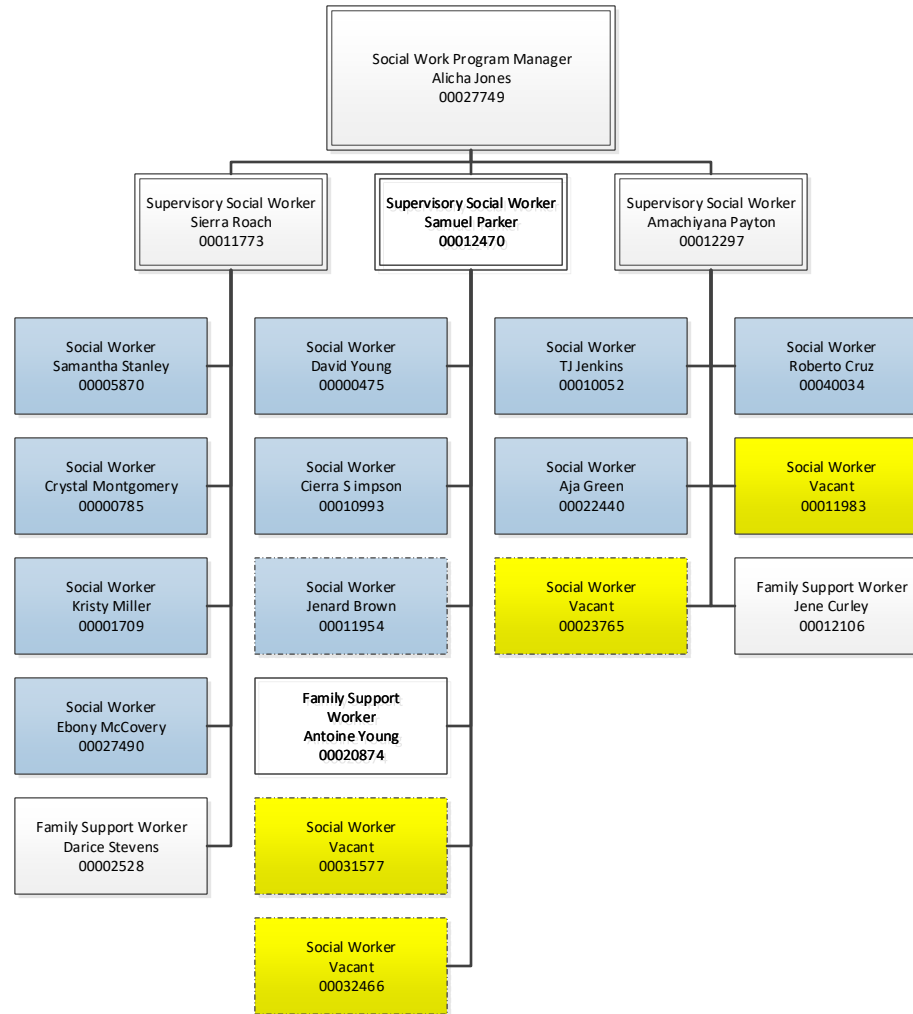 Social Work Program Manager
Alicha Jones
00027749
Supervisory Social Worker
Sierra Roach
00011773
Supervisory Social Worker
Samuel Parker
00012470
Supervisory Social Worker
Amachiyana Payton
00012297
Social Worker
Samantha Stanley
00005870
Social Worker
David Young
00000475
Social Worker
TJ Jenkins
00010052
Social Worker
Roberto Cruz
00040034
Social Worker
Crystal Montgomery
00000785
Social Worker
Cierra Simpson
00010993
Social Worker
Aja Green
00022440
Social Worker
Vacant
00011983
Social Worker
Kristy Miller
00001709
Social Worker
Jenard Brown
00011954
Social Worker
Vacant
00023765
Family Support Worker
Jene Curley
00012106
Social Worker
Ebony McCovery
00027490
Family Support
Worker
Antoine Young
00020874
Family Support Worker
Darice Stevens
00002528
Social Worker
Vacant
00031577
Social Worker
Vacant
00032466